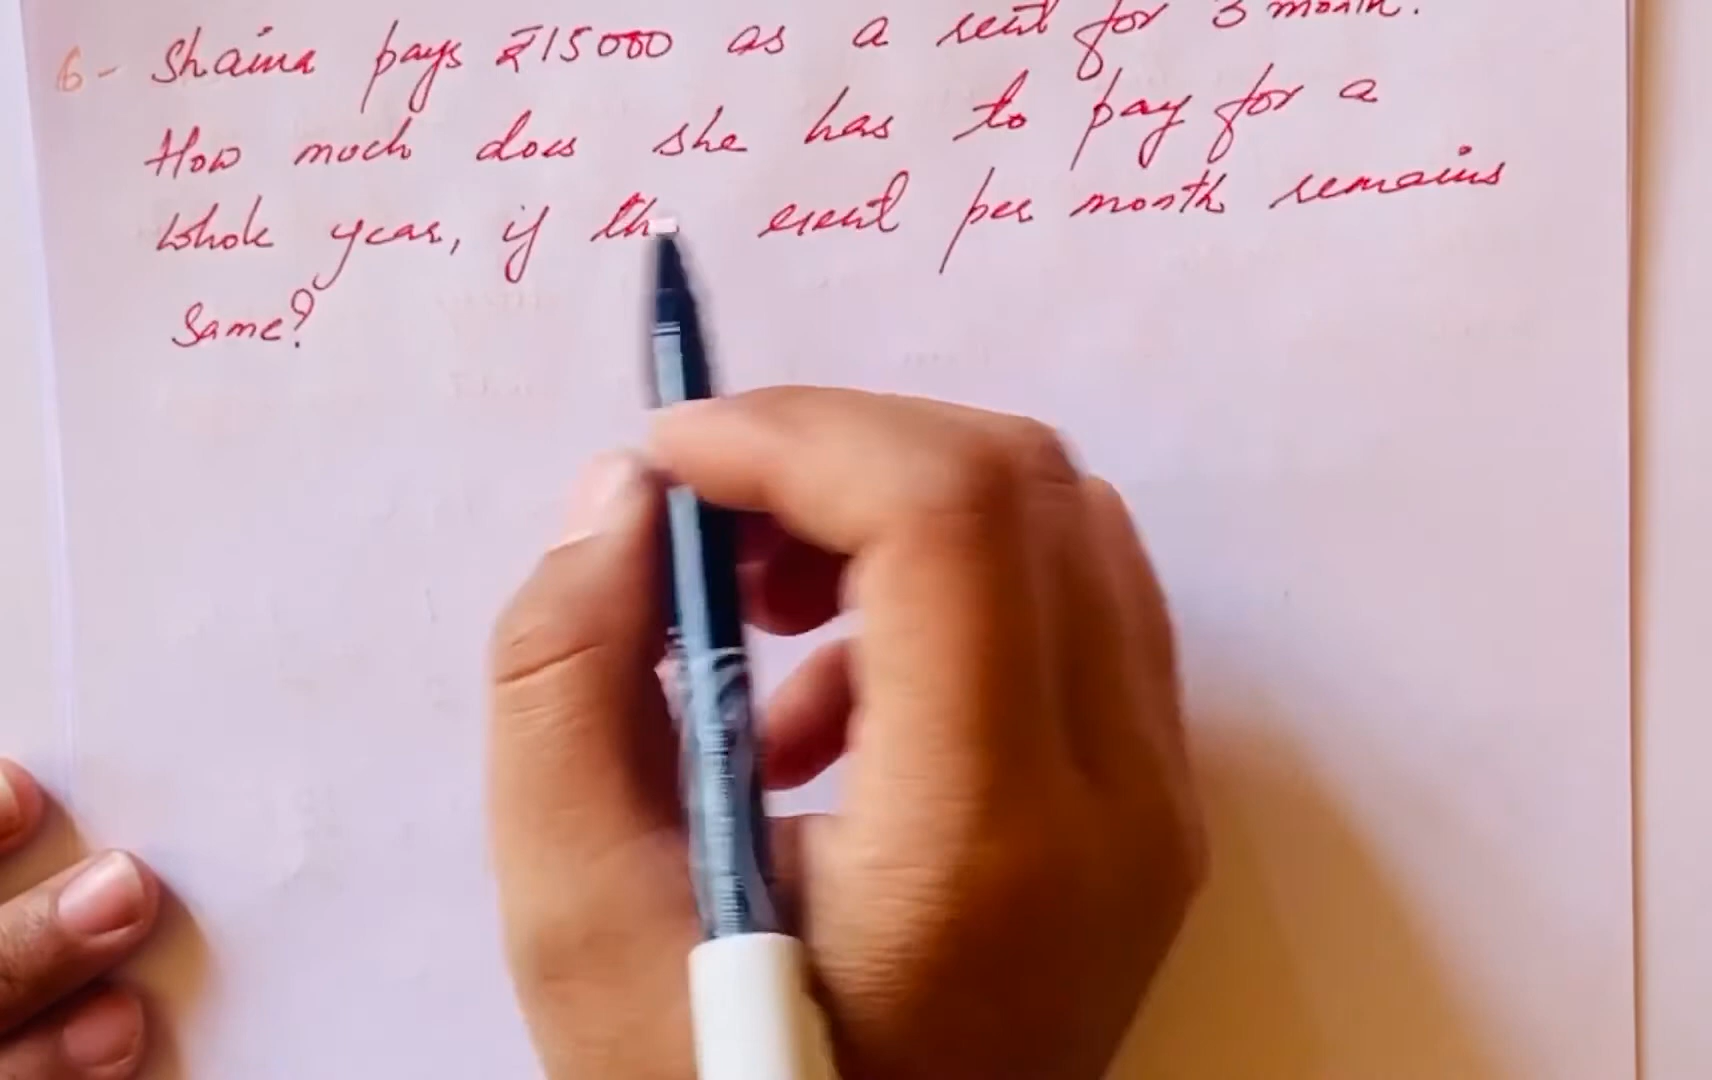 6- Shaina pays ₹15000 as a rent for 3 month.
How much does she has to pay for a
whole year, if the rent per month remains
same?